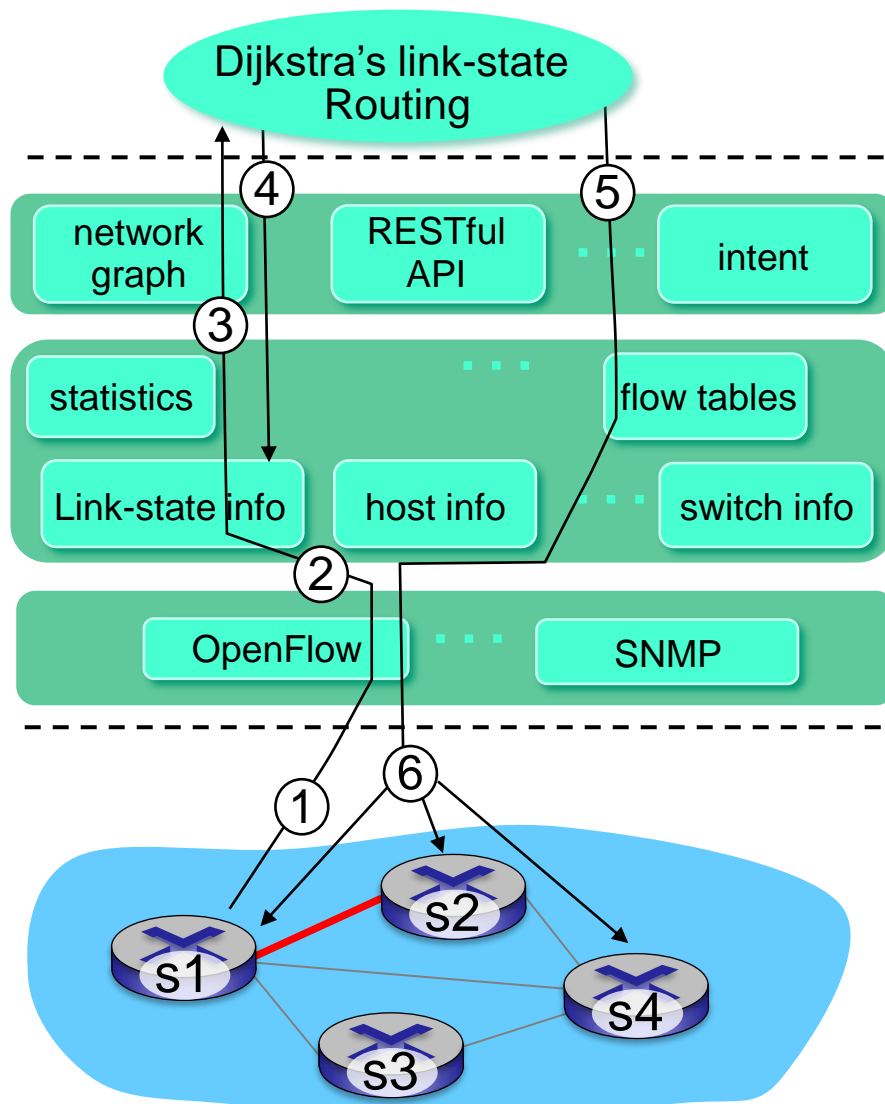 Dijkstra’s link-state
Routing
4
5
network
graph
RESTful
API
. . .
intent
3
. . .
statistics
flow tables
Link-state info
host info
. . .
switch info
2
OpenFlow
. . .
SNMP
1
6
s2
s1
s4
s3